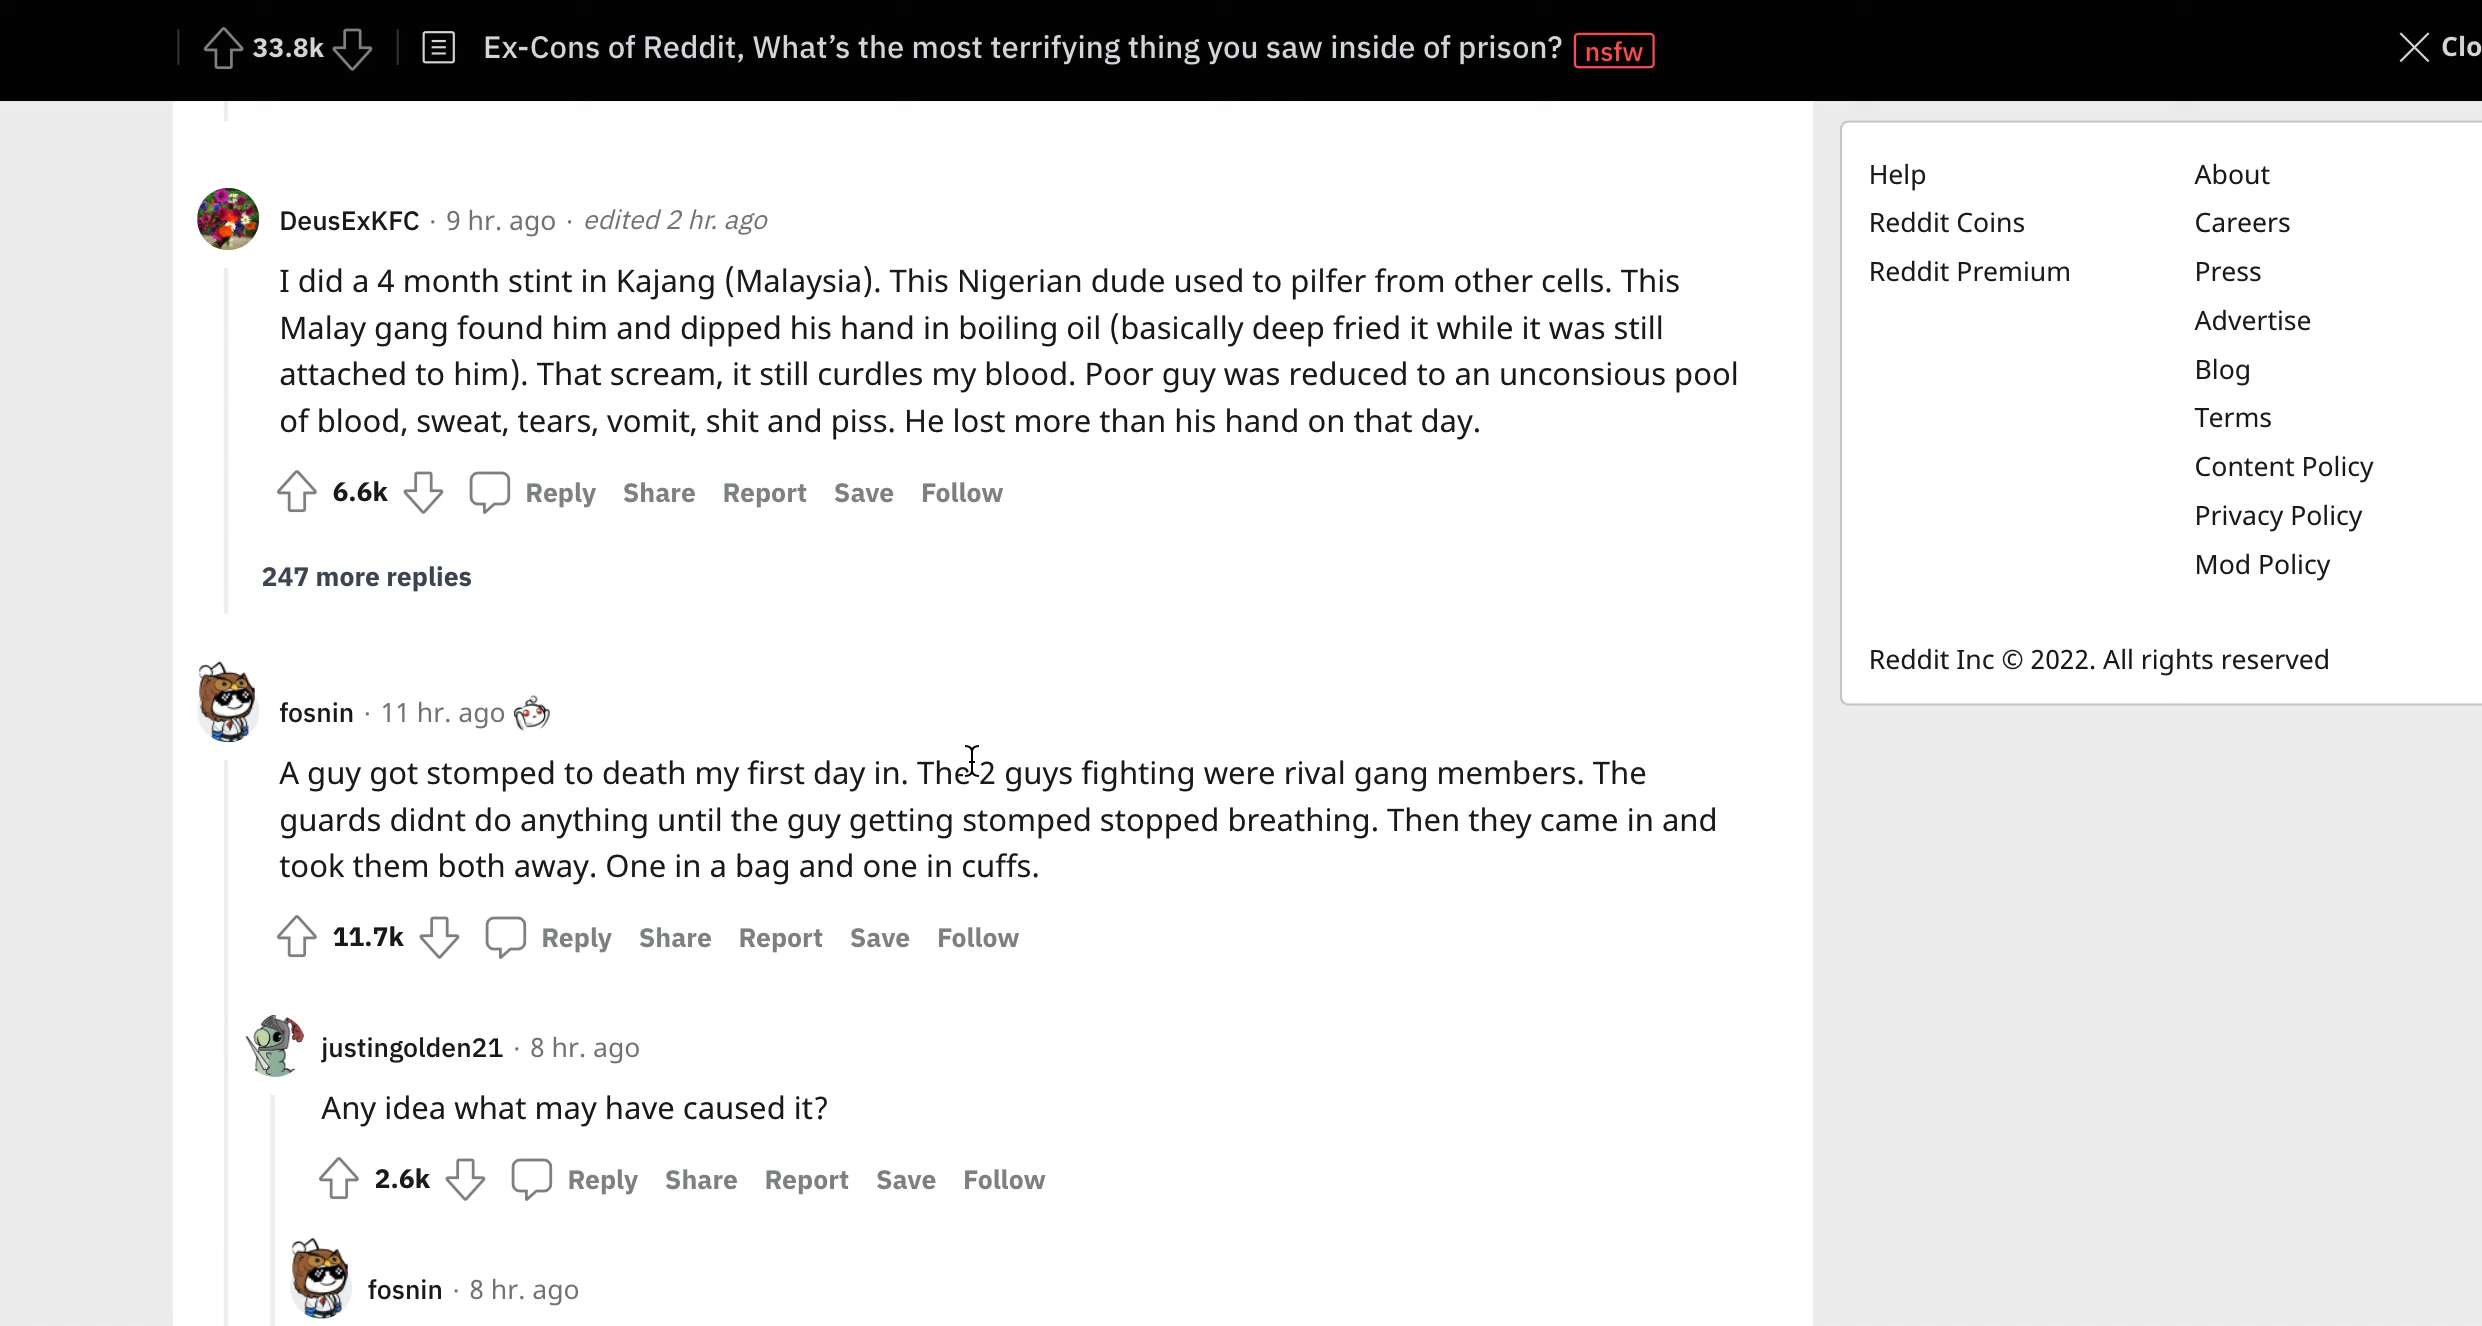 33.8k
Ex-Cons of Reddit, What’s the most terrifying thing you saw inside of prison? nsfw
Clo
DeusExKFC · 9 hr. ago · edited 2 hr. ago
I did a 4 month stint in Kajang (Malaysia). This Nigerian dude used to pilfer from other cells. This
Malay gang found him and dipped his hand in boiling oil (basically deep fried it while it was still
attached to him). That scream, it still curdles my blood. Poor guy was reduced to an unconsious pool
of blood, sweat, tears, vomit, shit and piss. He lost more than his hand on that day.
6.6k Reply Share Report Save Follow
247 more replies
fosnin · 11 hr. ago
A guy got stomped to death my first day in. The 2 guys fighting were rival gang members. The
guards didnt do anything until the guy getting stomped stopped breathing. Then they came in and
took them both away. One in a bag and one in cuffs.
11.7k Reply Share Report Save Follow
justingolden21 · 8 hr. ago
Any idea what may have caused it?
2.6k Reply Share Report Save Follow
fosnin · 8 hr. ago
Help
Reddit Coins
Reddit Premium
About
Careers
Press
Advertise
Blog
Terms
Content Policy
Privacy Policy
Mod Policy
Reddit Inc © 2022. All rights reserved